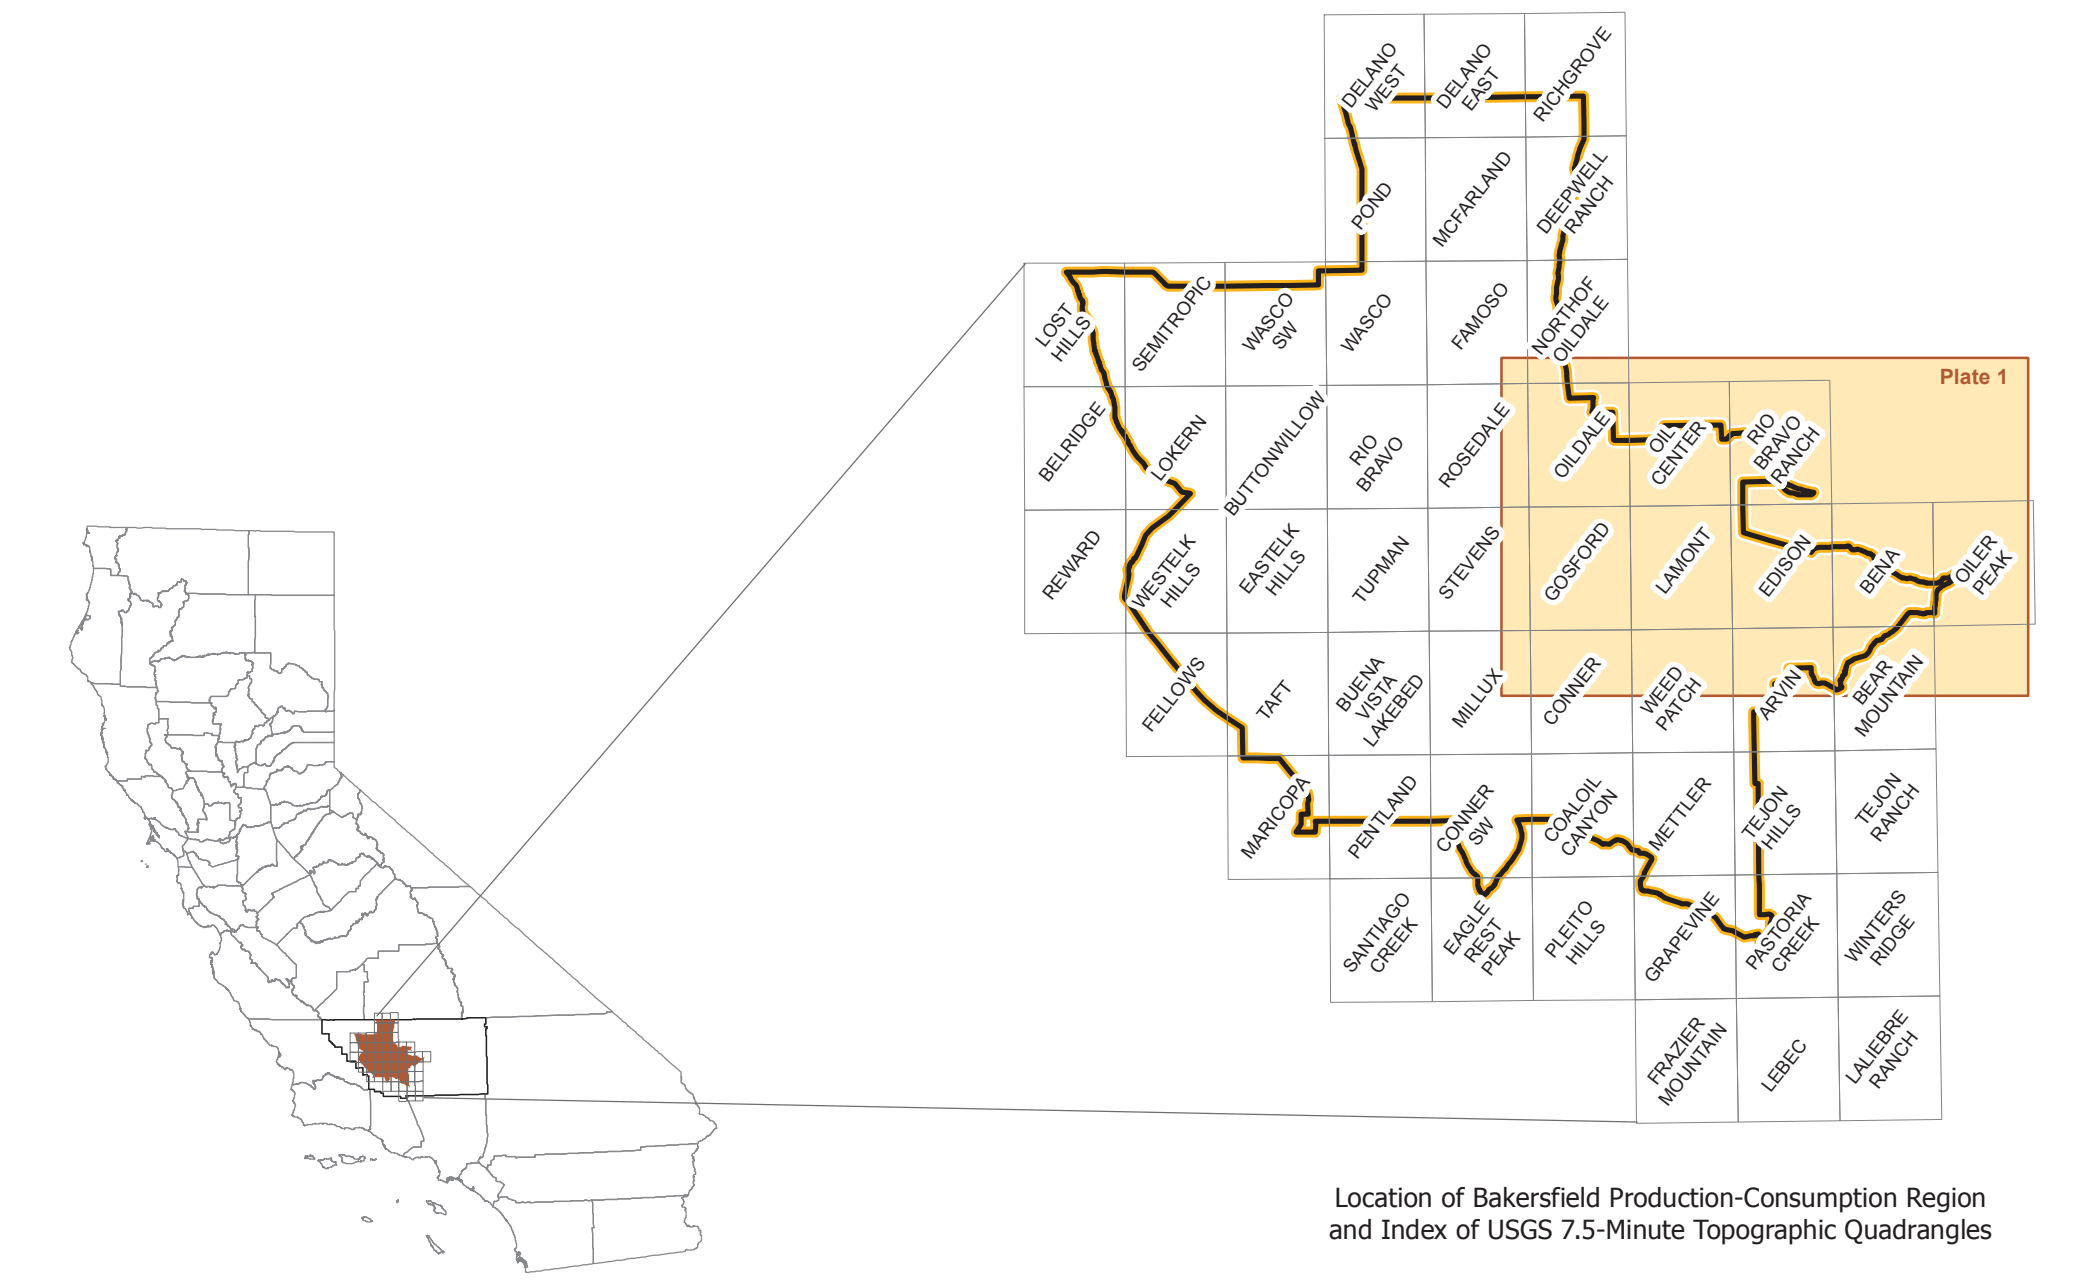 DELANO
WEST
DELANO
EAST
RICHGROVE
POND
MCFARLAND
DEEPWELL
RANCH
LOST
HILLS
SEMITROPIC
WASCO
SW
WASCO
FAMOSO
NORTHOF
OILDALE
Plate 1
BELRIDGE
LOKERN
BUTTONWILLOW
RIO
BRAVO
ROSEDALE
OILDALE
OIL
CENTER
RIO
BRAVO
RANCH
REWARD
WESTELK
HILLS
EASTELK
HILLS
TUPMAN
STEVENS
GOSFORD
LAMONT
EDISON
BENA
OILER
PEAK
FELLOWS
TAFT
BUENA
VISTA
LAKEBED
MILLUX
CONNER
WEED
PATCH
ARVIN
BEAR
MOUNTAIN
MARICOPA
PENTLAND
CONNER
SW
COALOIL
CANYON
METTLER
TEJON
HILLS
TEJON
RANCH
SANTIAGO
CREEK
EAGLE
REST
PEAK
PLEITO
HILLS
GRAPEVINE
PASTORIA
CREEK
WINTERS
RIDGE
FRAZIER
MOUNTAIN
LEBEC
LALIEBRE
RANCH
Location of Bakersfield Production-Consumption Region
and Index of USGS 7.5-Minute Topographic Quadrangles